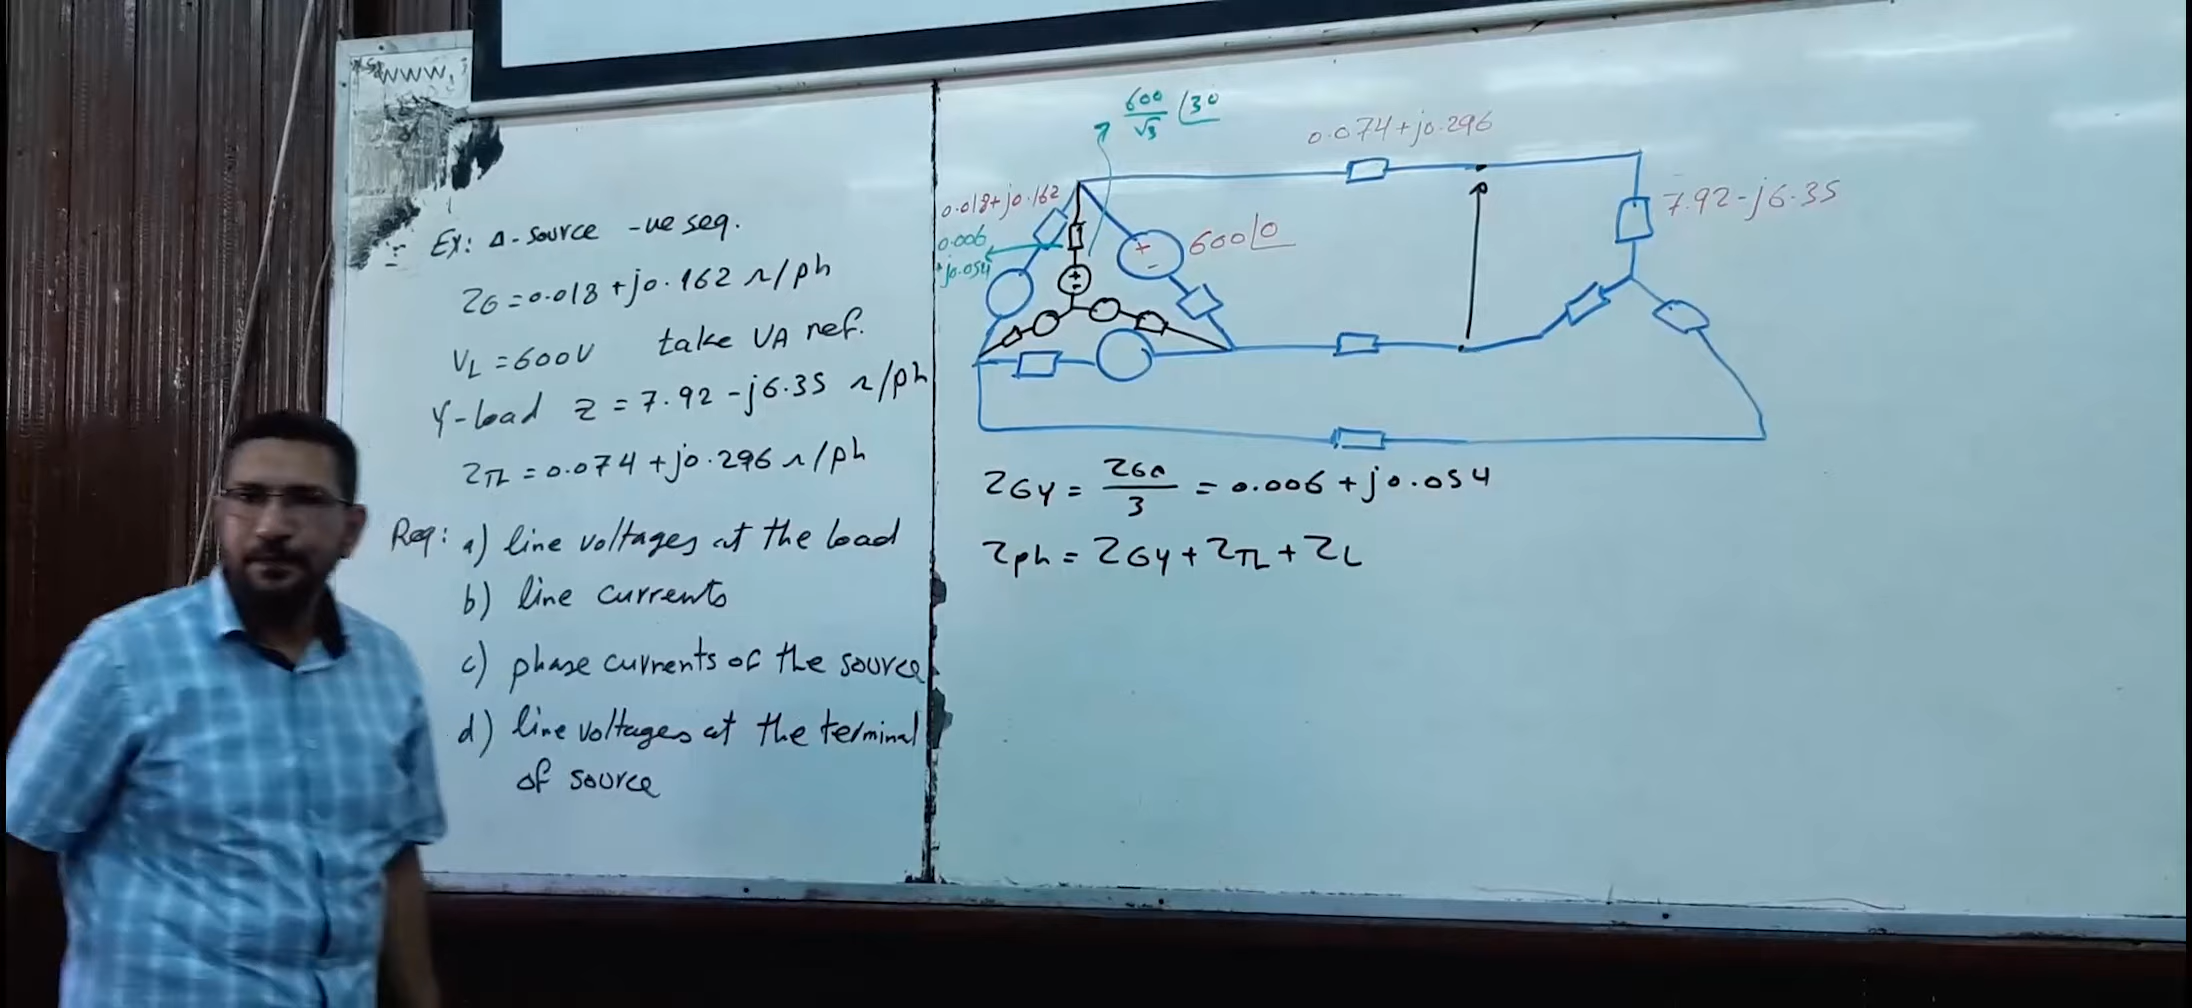 www.
Ex: Δ-source -ve seq.
ZG = 0.018 + j0.162 Ω/ph
VL = 600V take VA ref.
Y-load Z = 7.92 - j6.35 Ω/ph
ZTL = 0.074 + j0.296 Ω/ph
Req: a) line voltages at the load
b) line currents
c) phase currents of the source
d) line voltages at the terminal
of source
600/√3 ∠30
0.074 + j0.296
0.018 + j0.162
0.006
+j0.054
600∠0
+
-
+
-
7.92 - j6.35
ZGY = ZGΔ/3 = 0.006 + j0.054
Zph = ZGY + ZTL + ZL